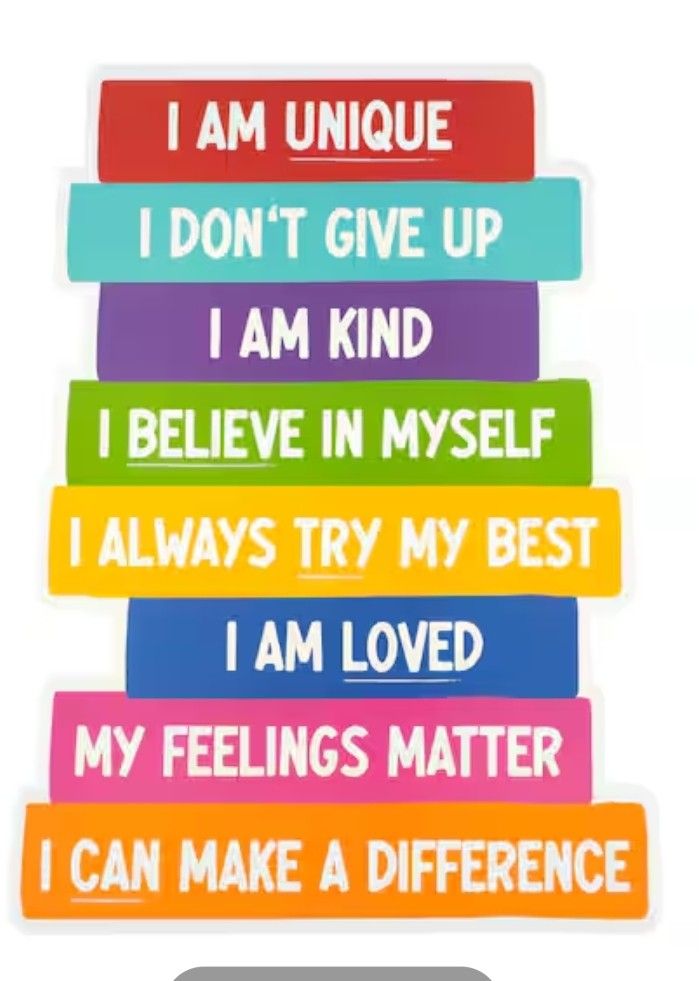 I AM UNIQUE
I DON‘T GIVE UP
I AM KIND
I BELIEVE IN MYSELF
I ALWAYS TRY MY BEST
I AM LOVED
MY FEELINGS MATTER
I CAN MAKE A DIFFERENCE